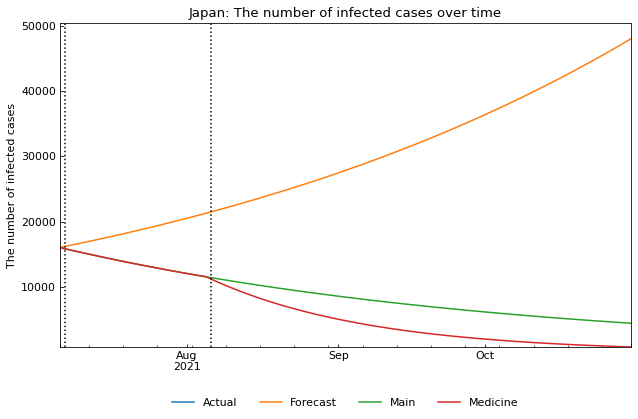 Japan: The number of infected cases over time
The number of infected cases
50000
40000
30000
20000
10000
Aug
2021
Sep
Oct
Actual
Forecast
Main
Medicine